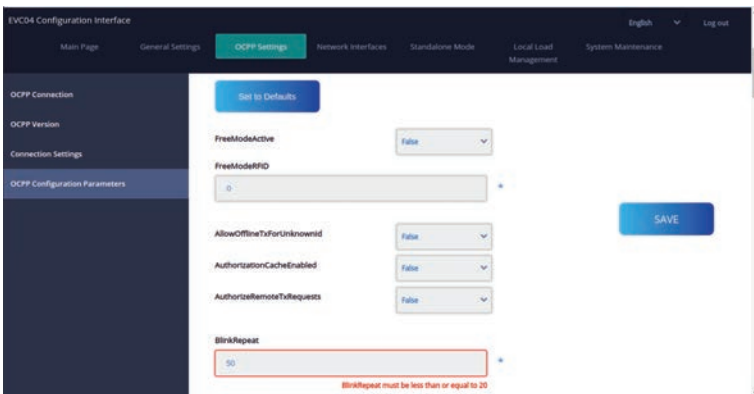 EVC04 Configuration Interface
English
Log out
Main Page
General Settings
OCPP Settings
Network Interfaces
Standalone Mode
Local Load
Management
System Maintenance
OCPP Connection
OCPP Version
Connection Settings
OCPP Configuration Parameters
Set to Defaults
FreeModeActive
False
FreeModeRFID
0
*
SAVE
AllowOfflineTxForUnknownId
False
AuthorizationCacheEnabled
False
AuthorizeRemoteTxRequests
False
BlinkRepeat
50
*
BlinkRepeat must be less than or equal to 20